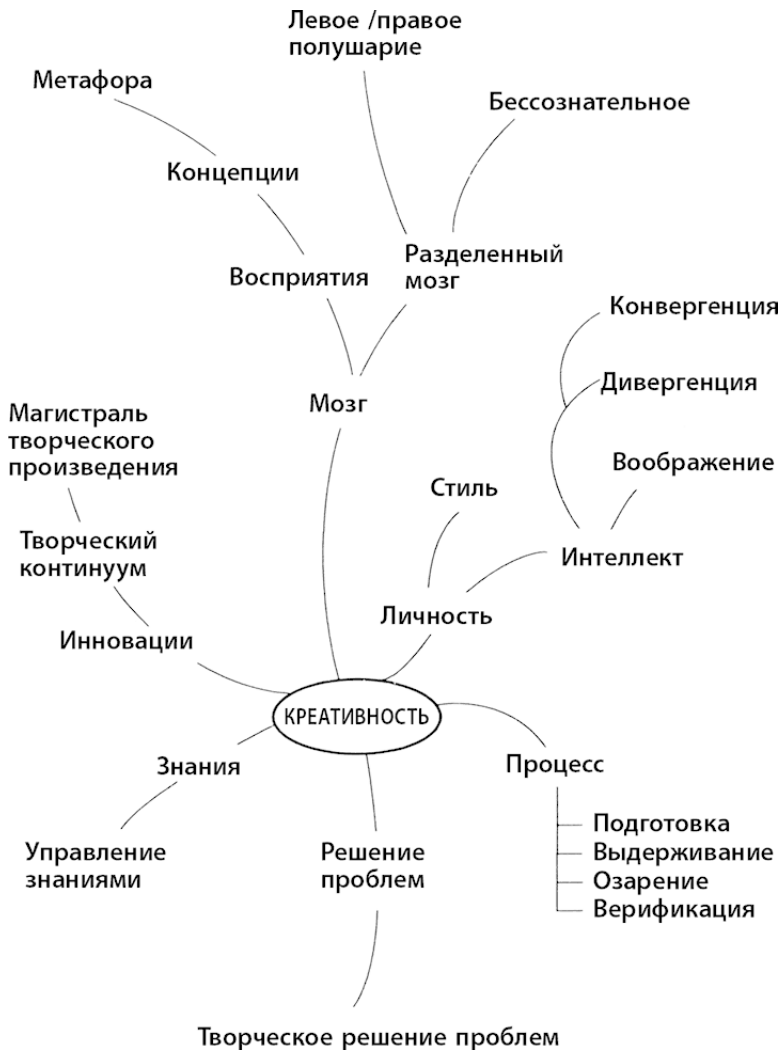 Левое /правое
полушарие
Метафора
Бессознательное
Концепции
Разделенный
мозг
Восприятия
Конвергенция
Дивергенция
Мозг
Магистраль
творческого
произведения
Воображение
Стиль
Творческий
континуум
Интеллект
Личность
Инновации
КРЕАТИВНОСТЬ
Знания
Процесс
Подготовка
Выдерживание
Озарение
Верификация
Управление
знаниями
Решение
проблем
Творческое решение проблем